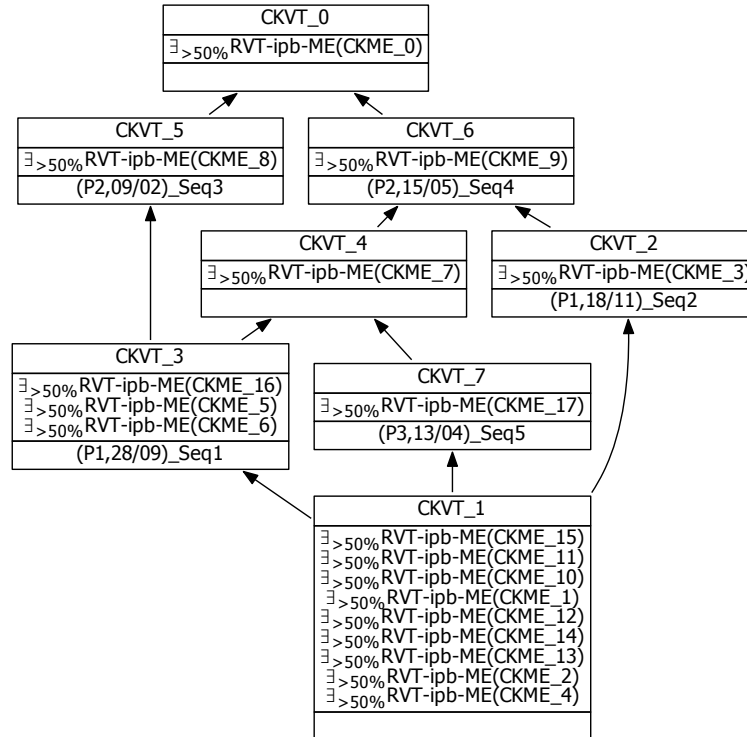 CKVT_0
∃>50%RVT-ipb-ME(CKME_0)
CKVT_5
∃>50%RVT-ipb-ME(CKME_8)
(P2,09/02)_Seq3
CKVT_6
∃>50%RVT-ipb-ME(CKME_9)
(P2,15/05)_Seq4
CKVT_4
∃>50%RVT-ipb-ME(CKME_7)
CKVT_2
∃>50%RVT-ipb-ME(CKME_3)
(P1,18/11)_Seq2
CKVT_3
∃>50%RVT-ipb-ME(CKME_16)
∃>50%RVT-ipb-ME(CKME_5)
∃>50%RVT-ipb-ME(CKME_6)
(P1,28/09)_Seq1
CKVT_7
∃>50%RVT-ipb-ME(CKME_17)
(P3,13/04)_Seq5
CKVT_1
∃>50%RVT-ipb-ME(CKME_15)
∃>50%RVT-ipb-ME(CKME_11)
∃>50%RVT-ipb-ME(CKME_10)
∃>50%RVT-ipb-ME(CKME_1)
∃>50%RVT-ipb-ME(CKME_12)
∃>50%RVT-ipb-ME(CKME_14)
∃>50%RVT-ipb-ME(CKME_13)
∃>50%RVT-ipb-ME(CKME_2)
∃>50%RVT-ipb-ME(CKME_4)